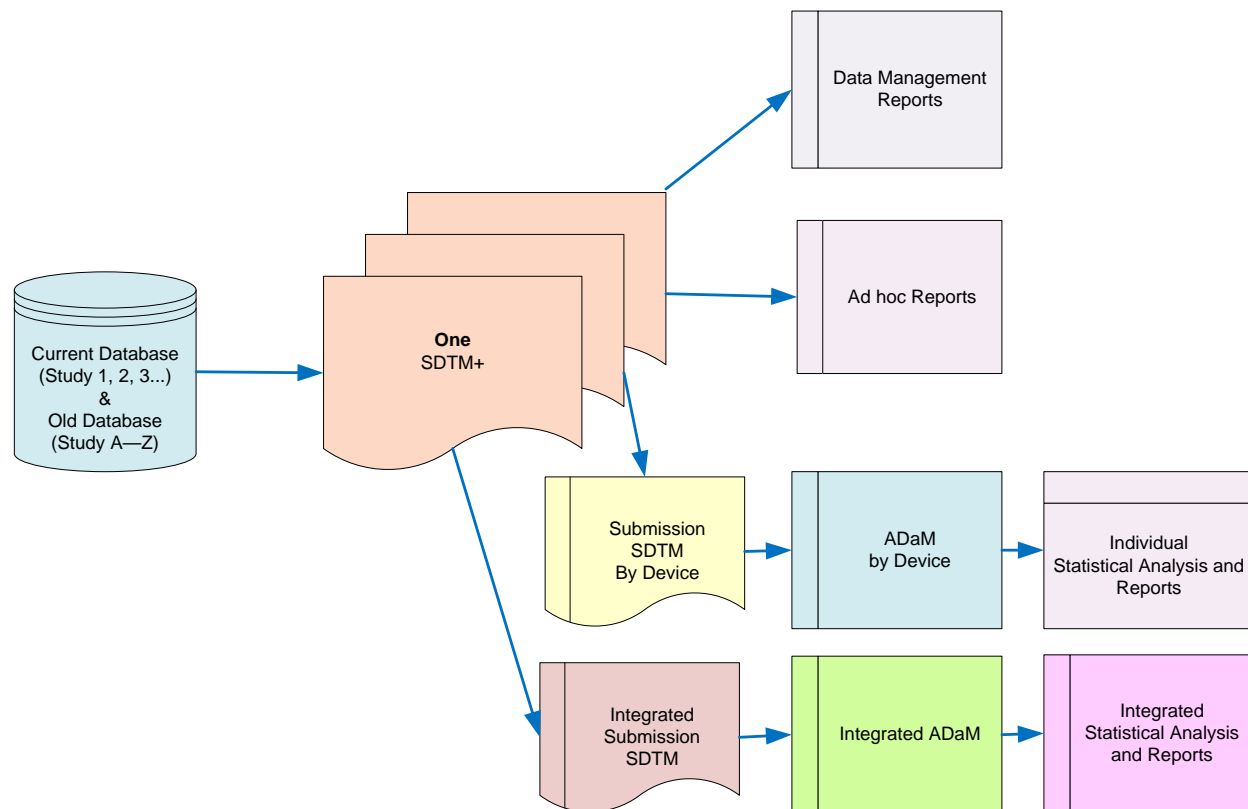 Data Management
Reports
Ad hoc Reports
Current Database
(Study 1, 2, 3...)
&
Old Database
(Study A—Z)
One
SDTM+
Submission
SDTM
By Device
ADaM
by Device
Individual
Statistical Analysis and
Reports
Integrated
Submission
SDTM
Integrated ADaM
Integrated
Statistical Analysis
and Reports